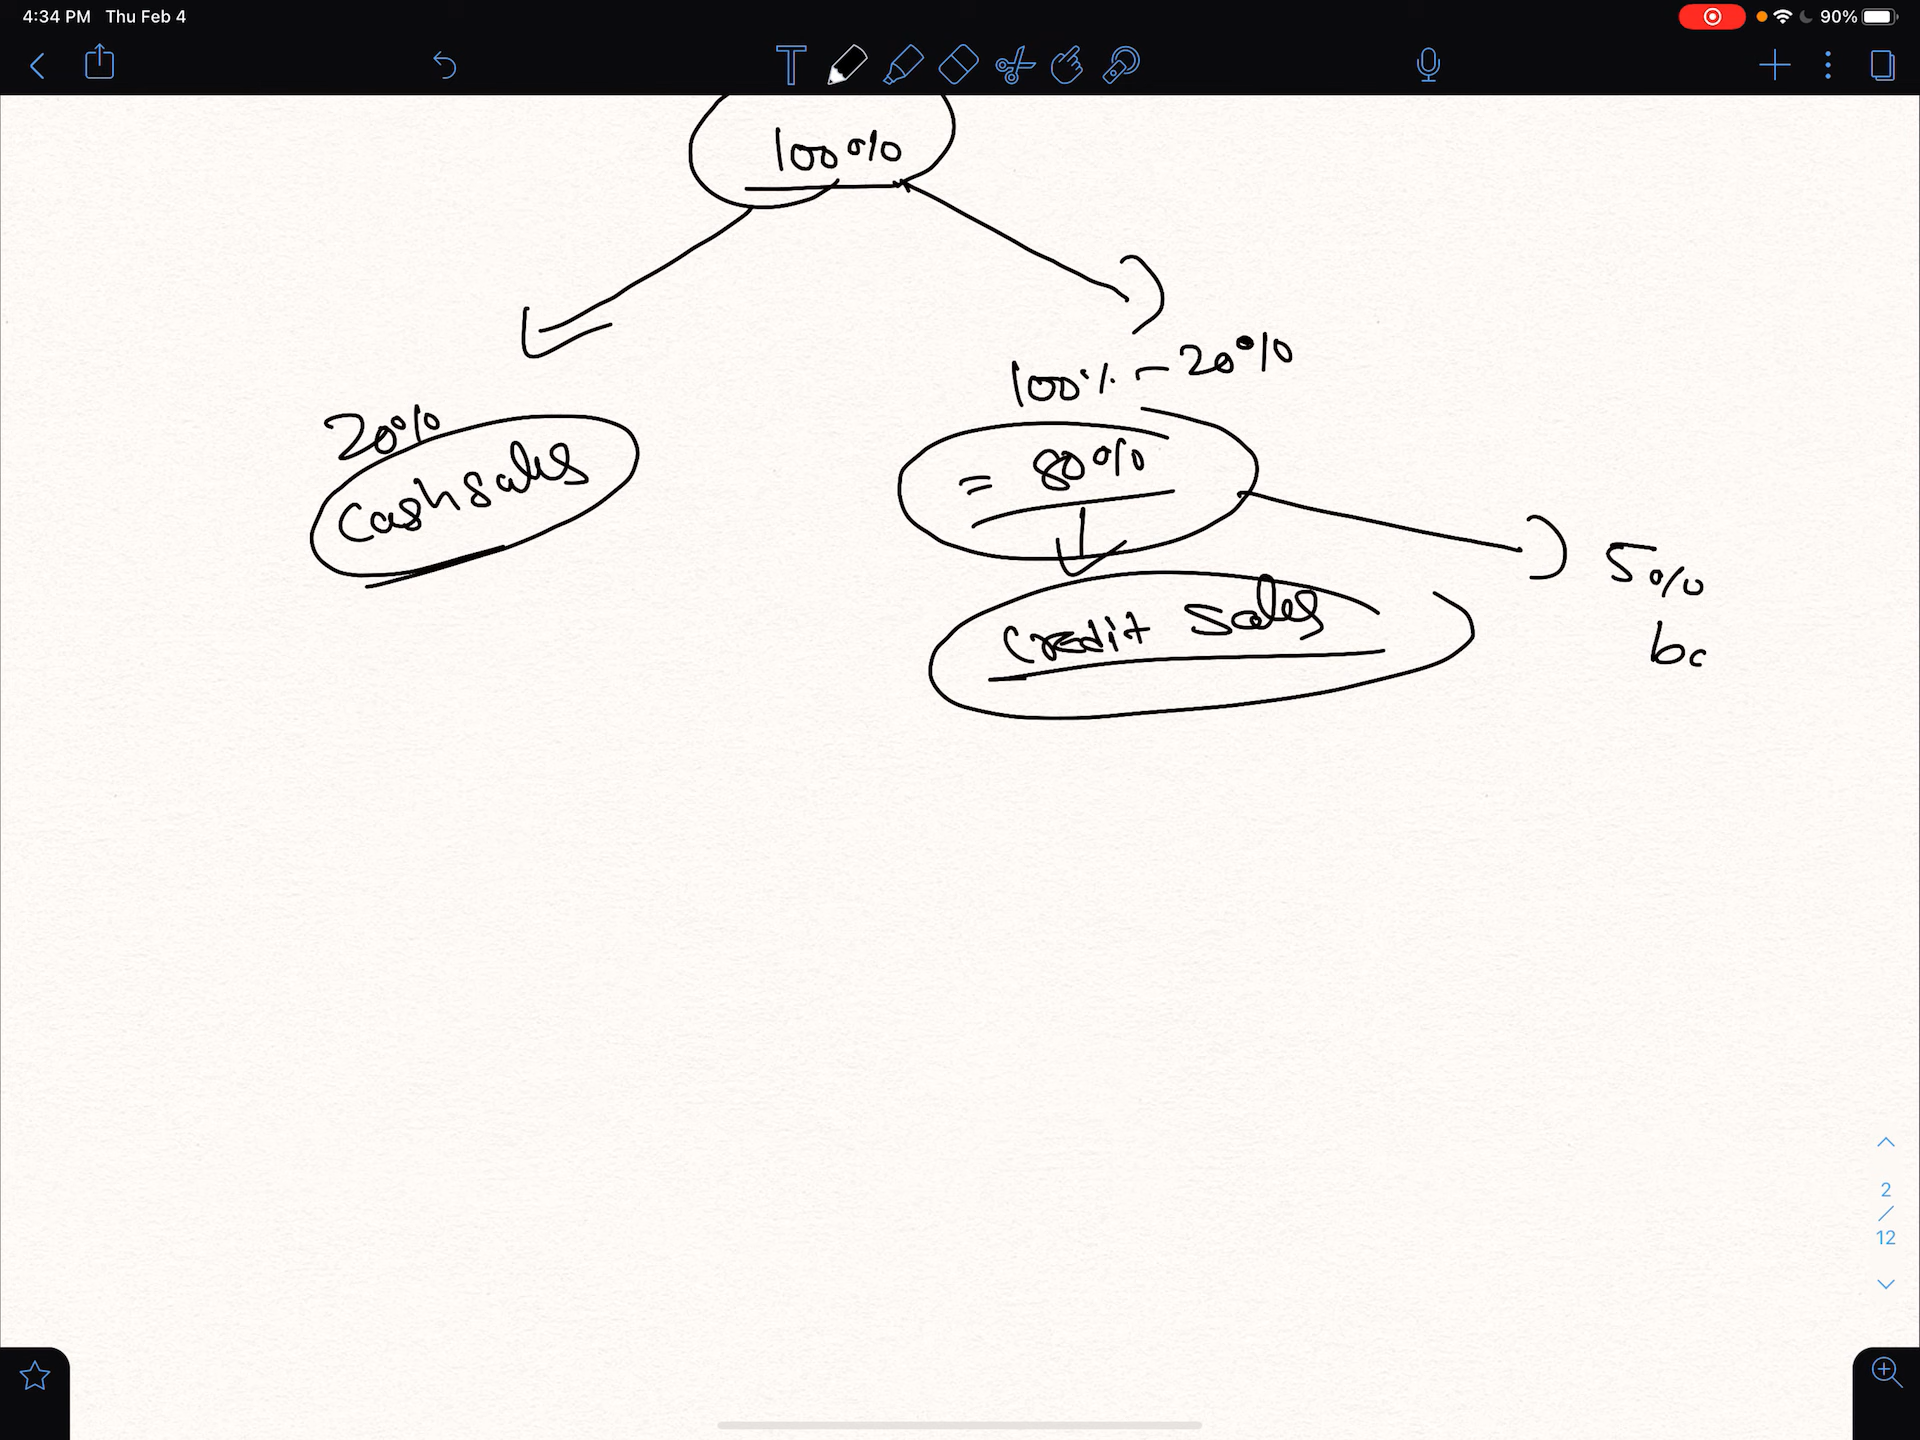 4:34 PM Thu Feb 4
90%
100%
100% - 20%
20%
cash sales
= 80%
credit sales
5%
bc
2
/
12